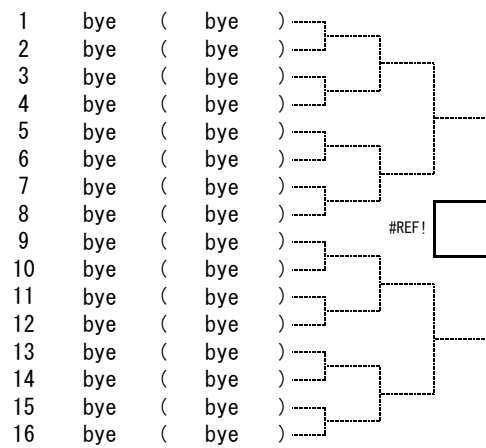 1 bye ( bye )
2 bye ( bye )
3 bye ( bye )
4 bye ( bye )
5 bye ( bye )
6 bye ( bye )
7 bye ( bye )
8 bye ( bye )
#REF!
9 bye ( bye )
10 bye ( bye )
11 bye ( bye )
12 bye ( bye )
13 bye ( bye )
14 bye ( bye )
15 bye ( bye )
16 bye ( bye )